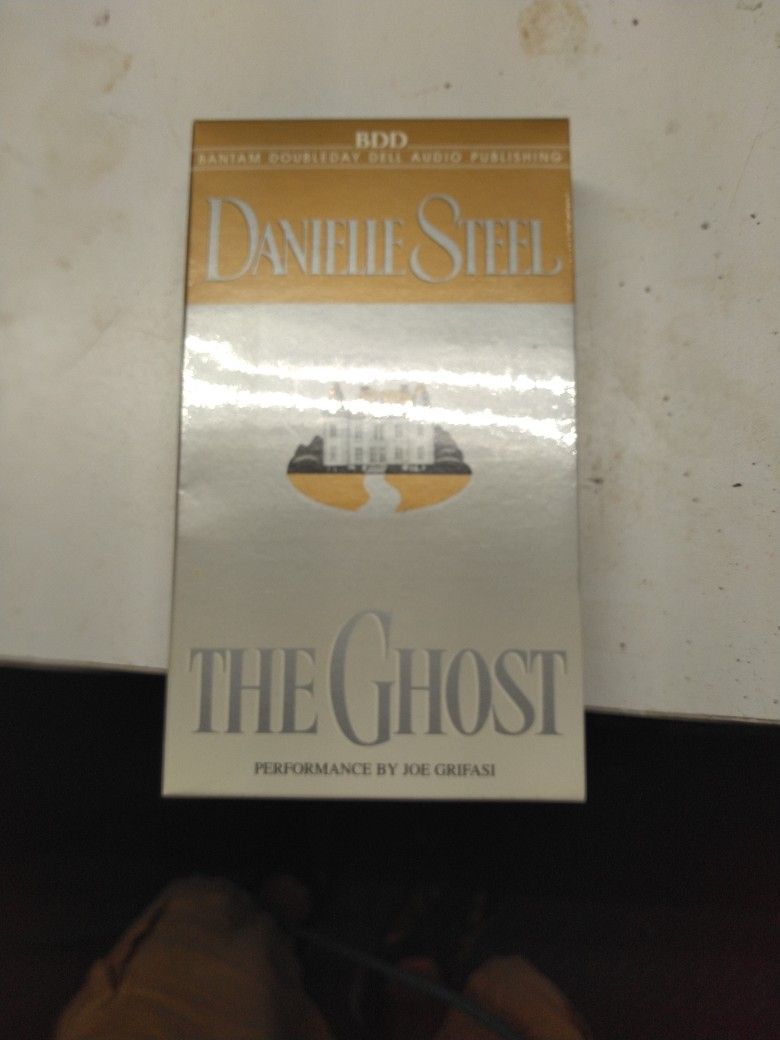 BDD
BANTAM DOUBLEDAY DELL AUDIO PUBLISHING
DANIELLE STEEL
THE GHOST
PERFORMANCE BY JOE GRIFASI